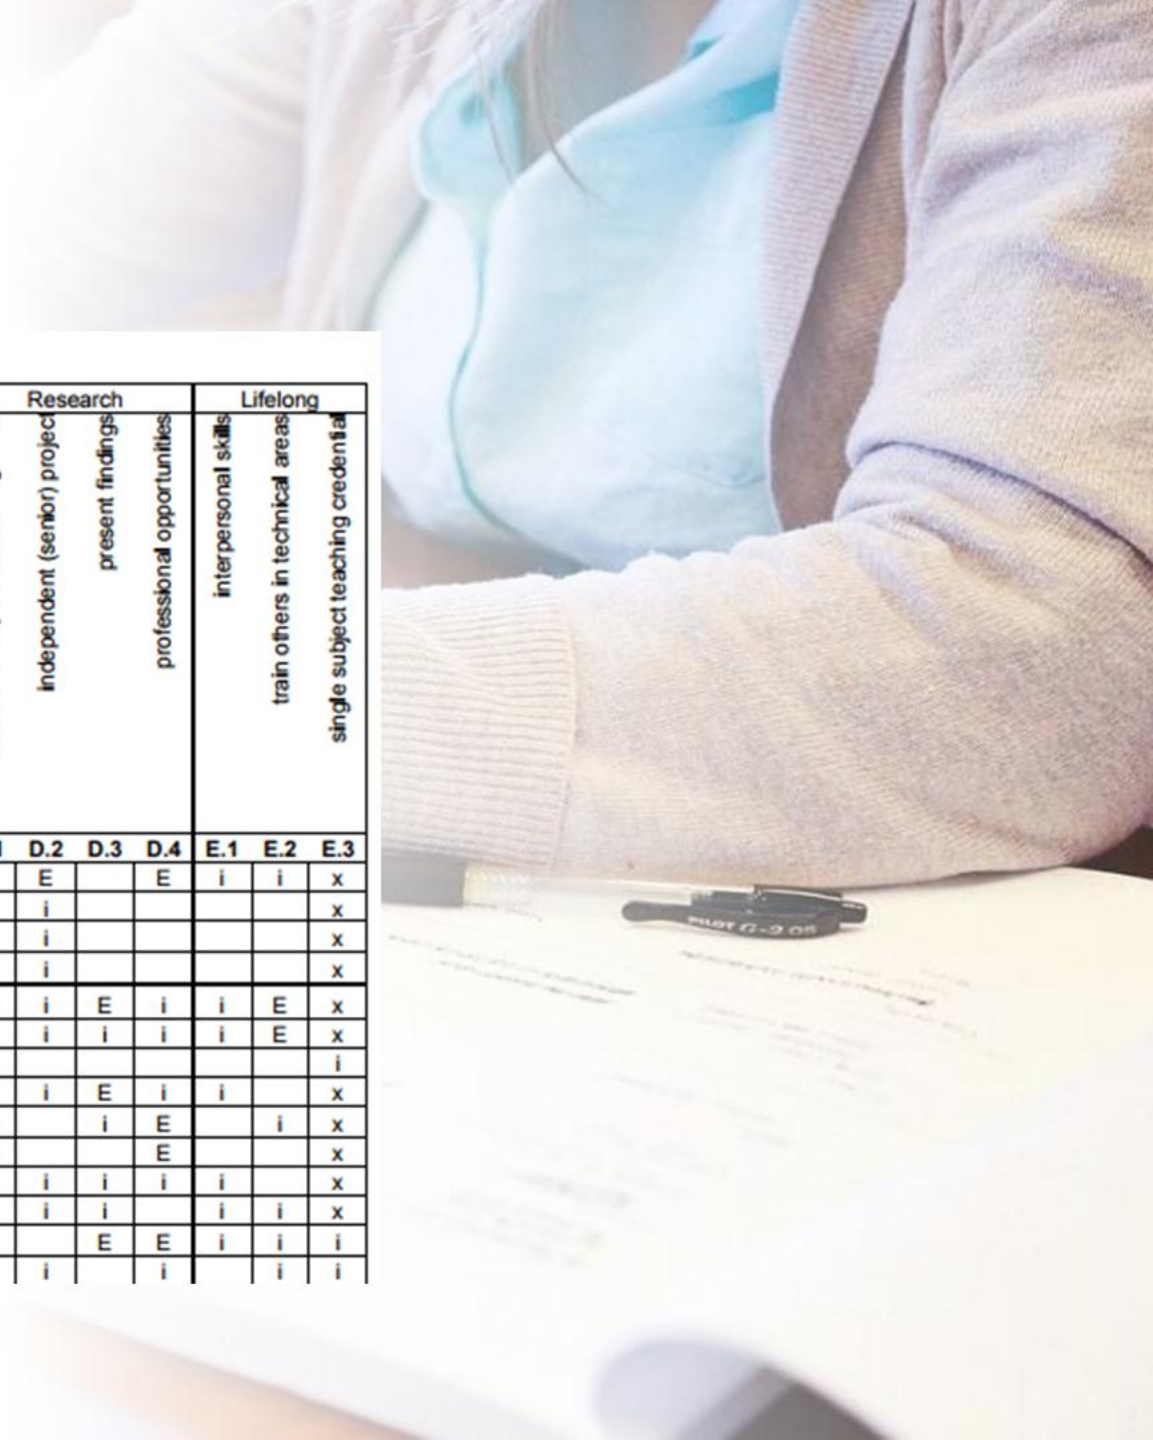 Research Lifelong
independent (senior) project
present findings
professional opportunities
interpersonal skills
train others in technical areas
single subject teaching credential
D.2 D.3 D.4 E.1 E.2 E.3
E E i i x
i x
i x
i x
i E i i E x
i i i i E x
i
i E i i x
i E i x
E x
i i i i x
i i i i x
E E i i i
i i i i
PILOT G-2 05